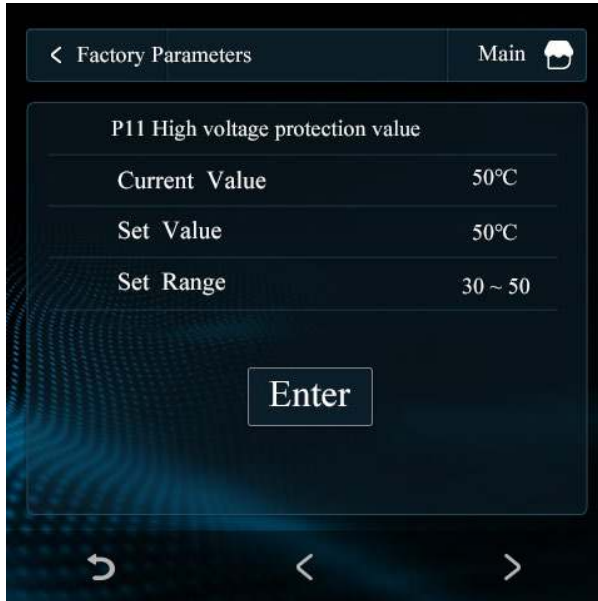 Factory Parameters Main
P11 High voltage protection value
Current Value 50℃
Set Value 50℃
Set Range 30 ~ 50
Enter